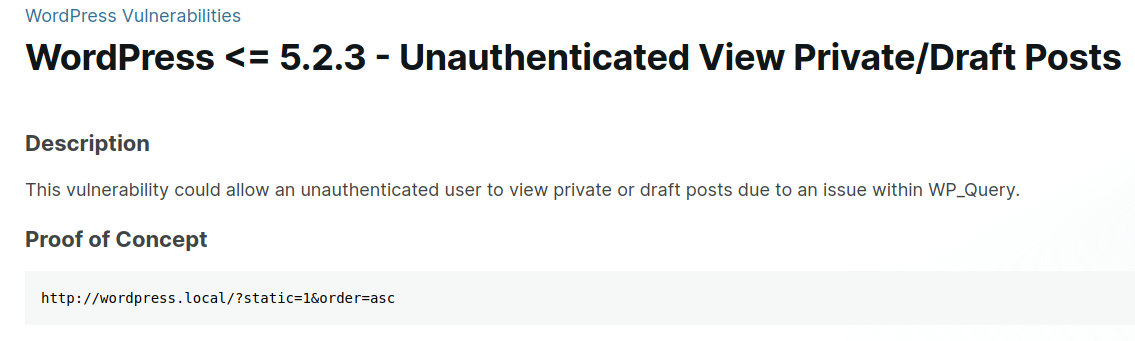 WordPress Vulnerabilities
WordPress <= 5.2.3 - Unauthenticated View Private/Draft Posts
Description
This vulnerability could allow an unauthenticated user to view private or draft posts due to an issue within WP_Query.
Proof of Concept
http://wordpress.local/?static=1&order=asc